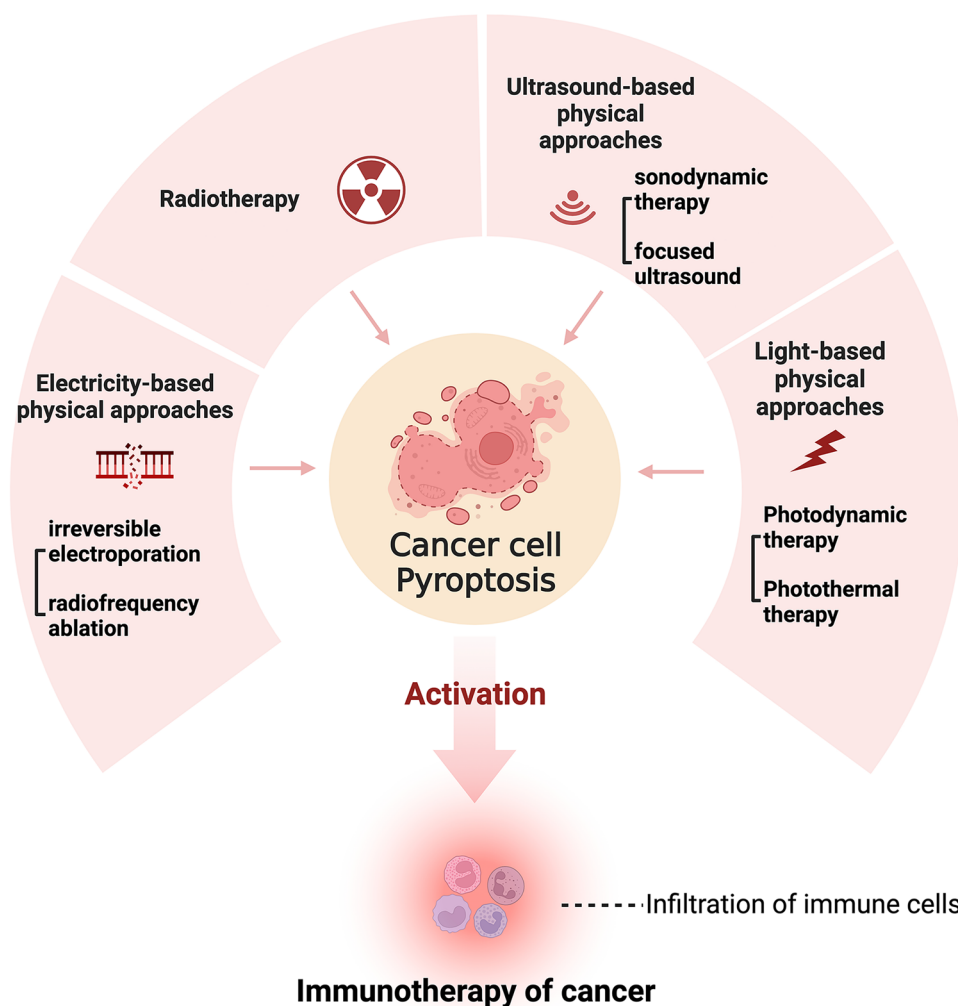 Ultrasound-based
physical
approaches
sonodynamic
therapy
focused
ultrasound
Radiotherapy
Electricity-based
physical approaches
irreversible
electroporation
radiofrequency
ablation
Light-based
physical
approaches
Photodynamic
therapy
Photothermal
therapy
Cancer cell
Pyroptosis
Activation
Infiltration of immune cells
Immunotherapy of cancer